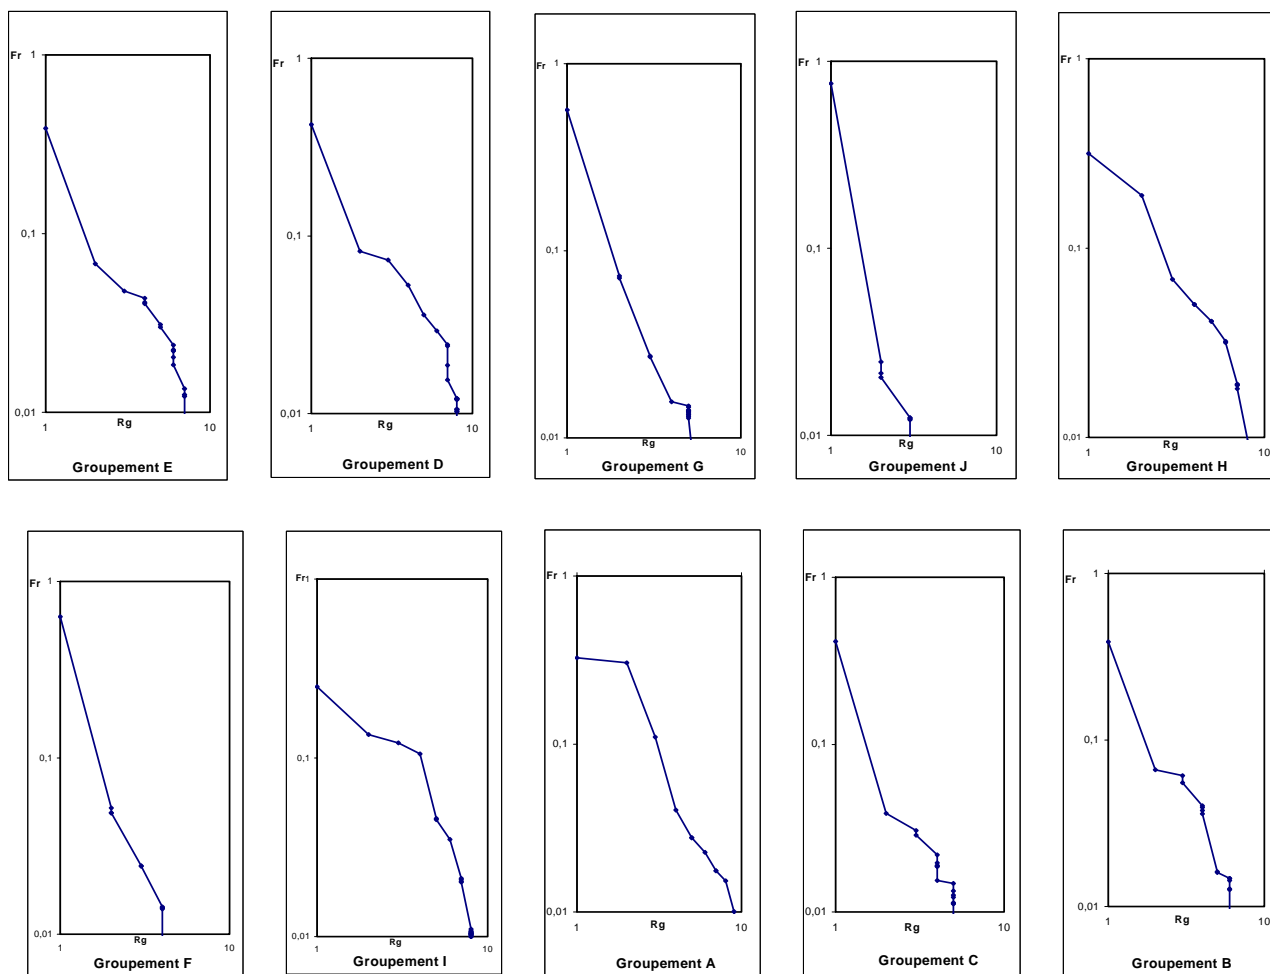 Fr 1
0,1
0,01
1
Rg
10
Groupement E
Fr 1
0,1
0,01
1
Rg
10
Groupement D
Fr 1
0,1
0,01
1
Rg
10
Groupement G
Fr 1
0,1
0,01
1
Rg
10
Groupement J
Fr 1
0,1
0,01
1
Rg
10
Groupement H
Fr 1
0,1
0,01
1
Rg
10
Groupement F
Fr 1
0,1
0,01
1
Rg
10
Groupement I
Fr 1
0,1
0,01
1
Rg
10
Groupement A
Fr 1
0,1
0,01
1
Rg
10
Groupement C
Fr 1
0,1
0,01
1
Rg
10
Groupement B